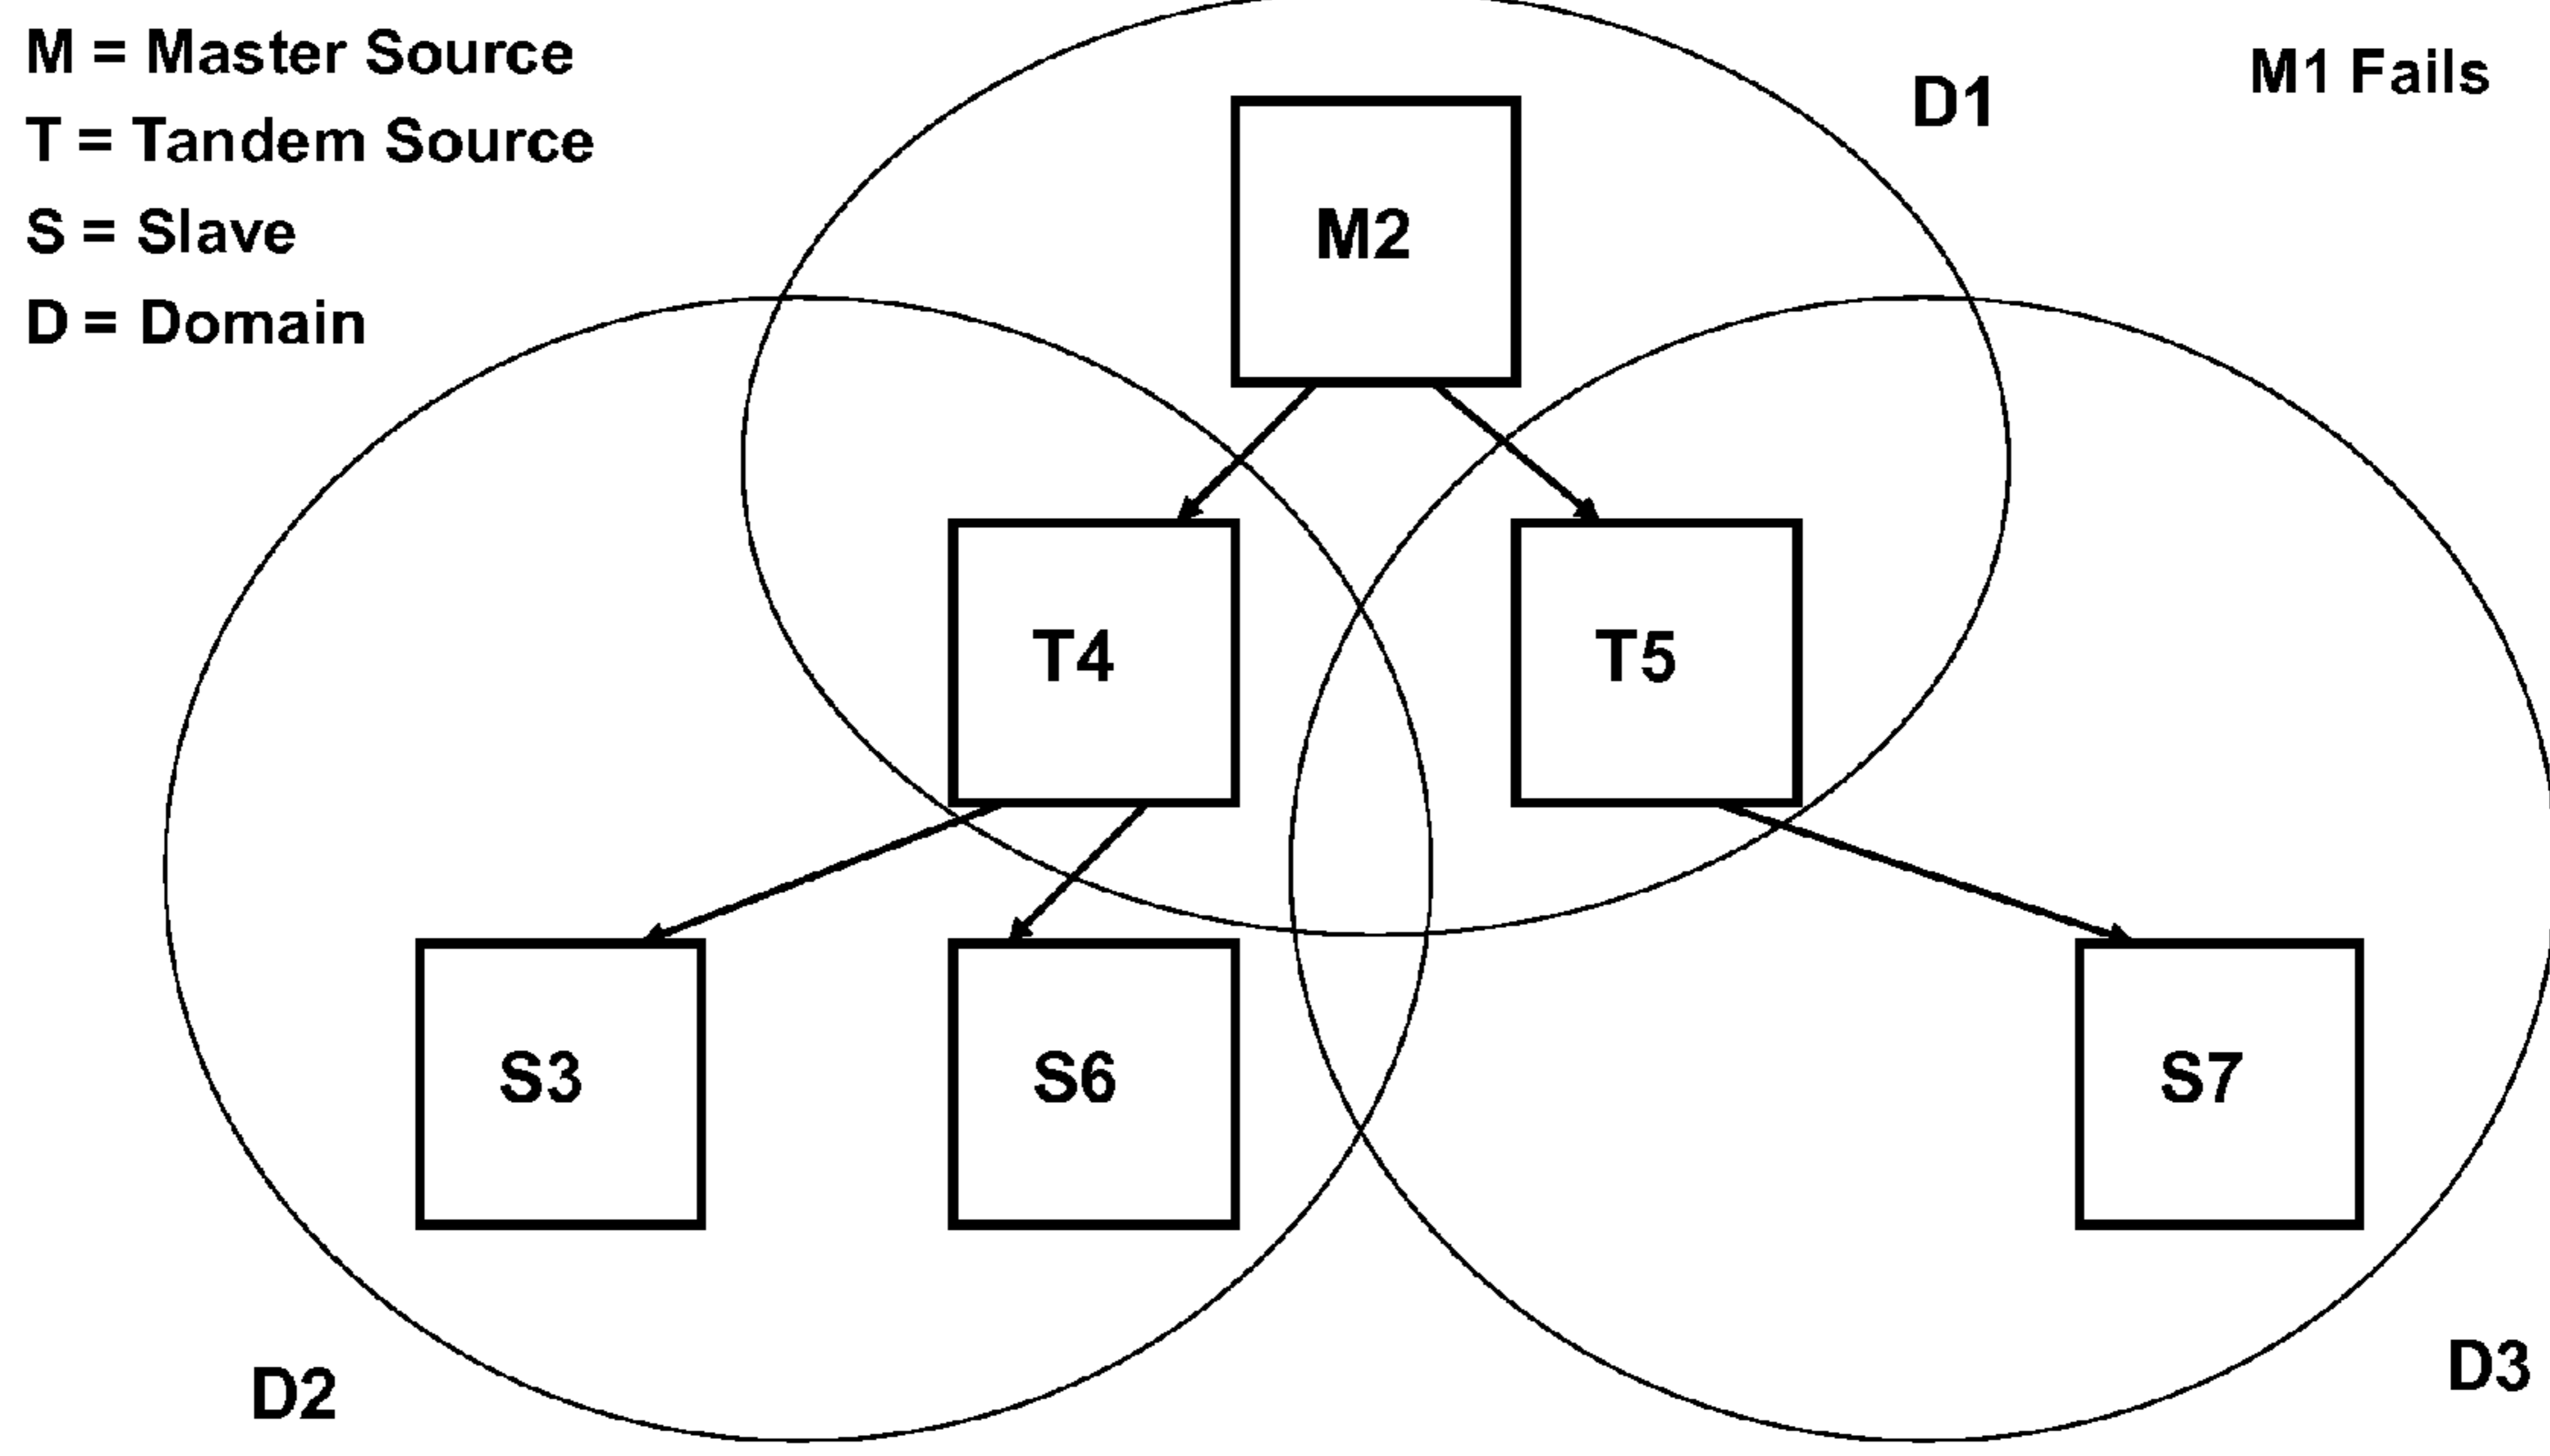 M = Master Source
T = Tandem Source
S = Slave
D = Domain
D1
M1 Fails
M2
T4
T5
S3
S6
S7
D2
D3